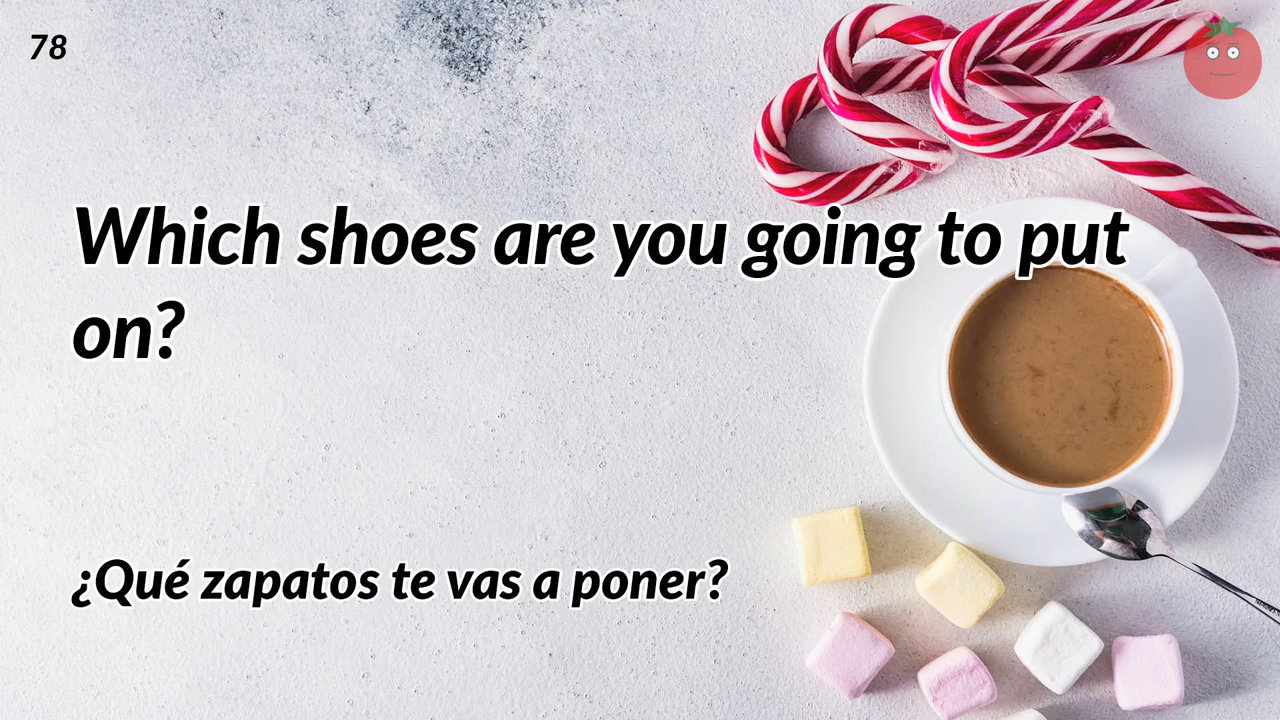 78
Which shoes are you going to put
on?
¿Qué zapatos te vas a poner?